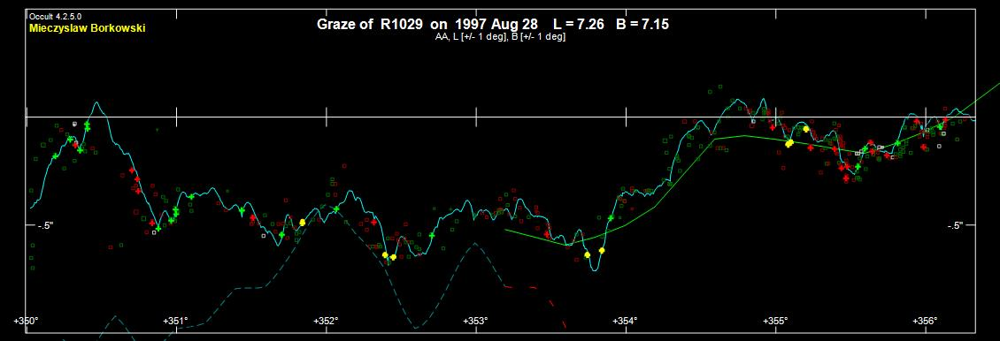 Occult 4.2.5.0
Mieczyslaw Borkowski
Graze of R1029 on 1997 Aug 28 L = 7.26 B = 7.15
AA, L [+/- 1 deg], B [+/- 1 deg]
-.5" -.5"
+350° +351° +352° +353° +354° +355° +356°